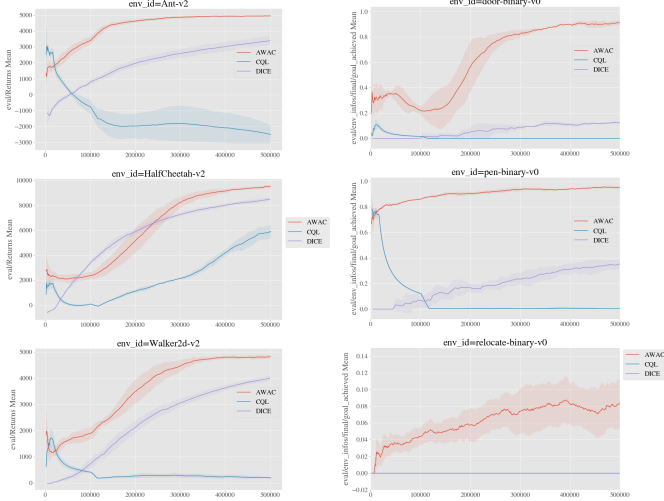 env_id=Ant-v2
eval/Returns Mean
5000
4000
3000
2000
1000
0
−1000
−2000
−3000
AWAC
CQL
DICE
0
100000
200000
300000
400000
500000
env_id=door-binary-v0
eval/env_infos/final/goal_achieved Mean
1.0
0.8
0.6
0.4
0.2
0.0
AWAC
CQL
DICE
0
100000
200000
300000
400000
500000
env_id=HalfCheetah-v2
eval/Returns Mean
10000
8000
6000
4000
2000
0
AWAC
CQL
DICE
0
100000
200000
300000
400000
500000
env_id=pen-binary-v0
eval/env_infos/final/goal_achieved Mean
1.0
0.8
0.6
0.4
0.2
0.0
AWAC
CQL
DICE
0
100000
200000
300000
400000
500000
env_id=Walker2d-v2
eval/Returns Mean
5000
4000
3000
2000
1000
0
AWAC
CQL
DICE
0
100000
200000
300000
400000
500000
env_id=relocate-binary-v0
eval/env_infos/final/goal_achieved Mean
0.14
0.12
0.10
0.08
0.06
0.04
0.02
0.00
−0.02
AWAC
CQL
DICE
0
100000
200000
300000
400000
500000